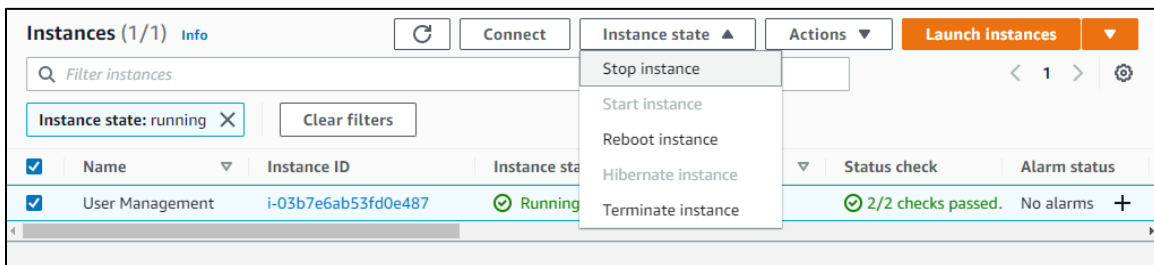 Instances (1/1) Info Connect Instance state ▲ Actions ▼ Launch instances ▼
Filter instances
Stop instance
< 1 >
Start instance
Instance state: running X Clear filters
Reboot instance
Name Instance ID Instance sta Status check Alarm status
Hibernate instance
User Management i-03b7e6ab53fd0e487 Running 2/2 checks passed. No alarms +
Terminate instance